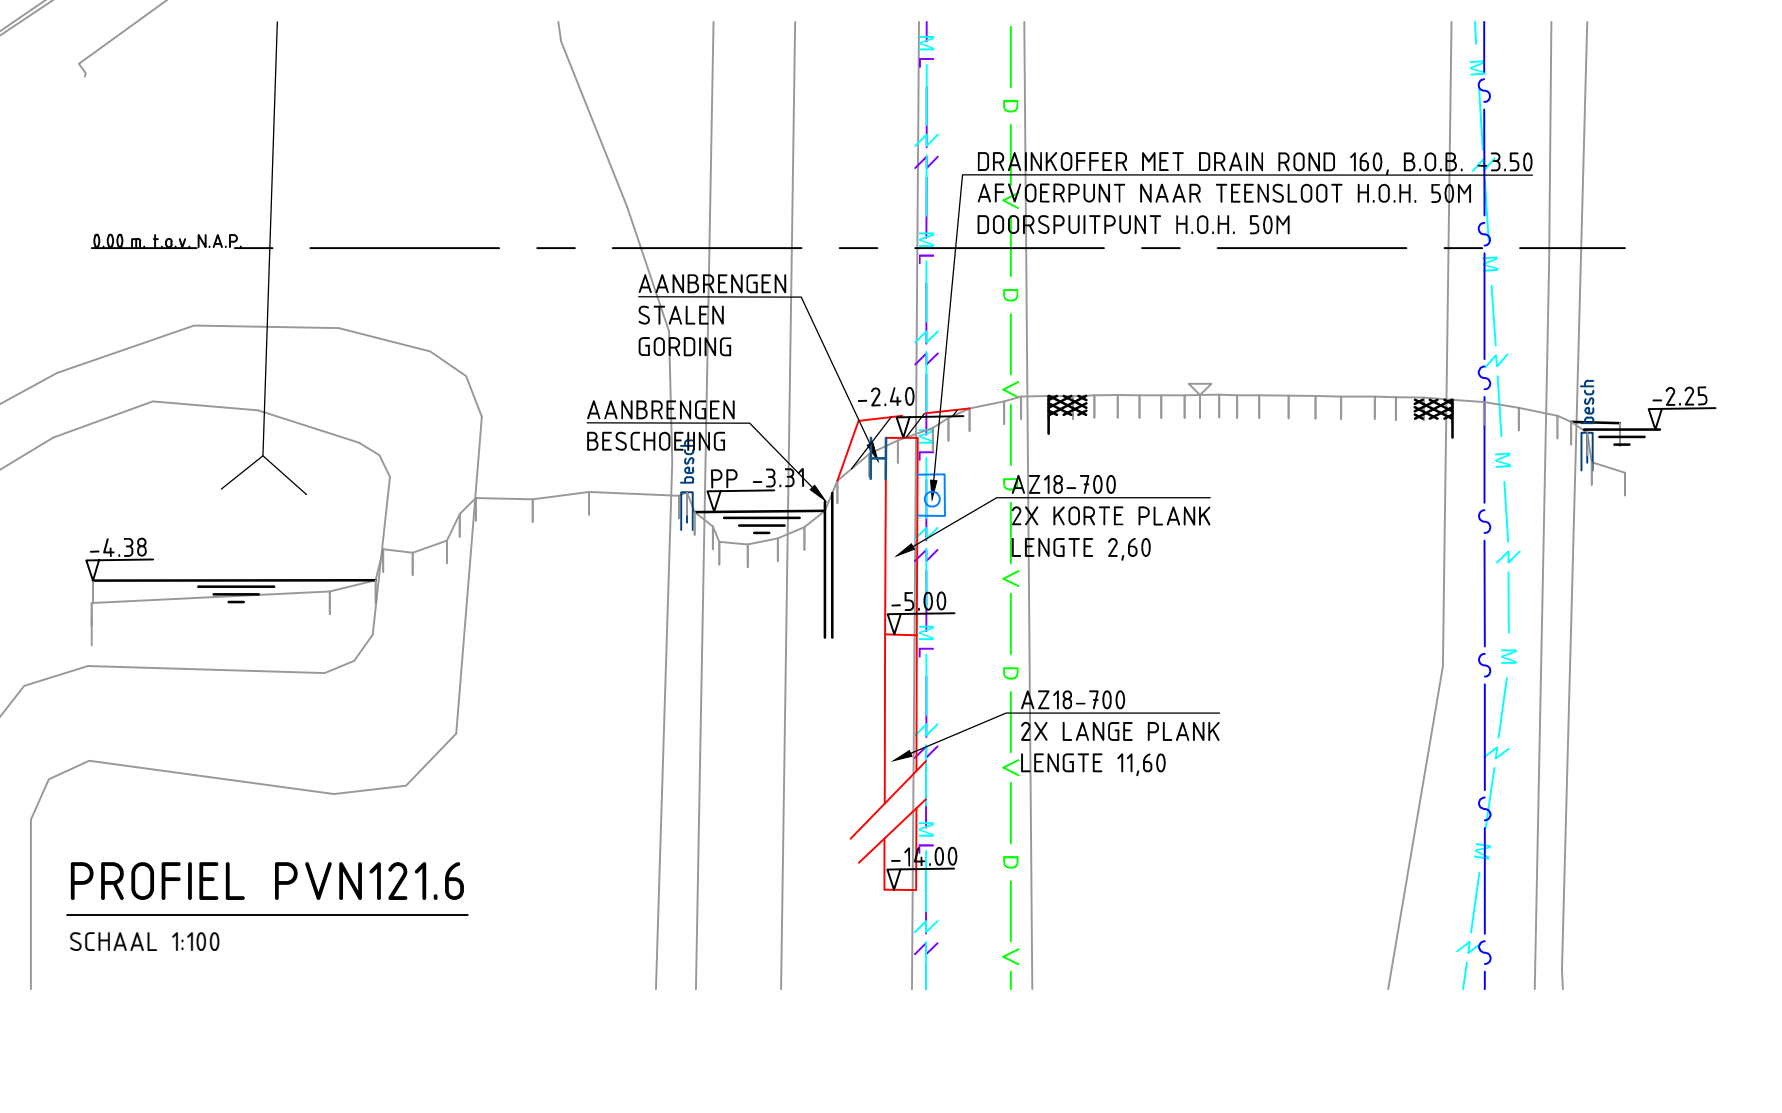 DRAINKOFFER MET DRAIN ROND 160, B.O.B. -3.50
AFVOERPUNT NAAR TEENSLOOT H.O.H. 50M
DOORSPUITPUNT H.O.H. 50M
0.00 m. t.o.v. N.A.P.
AANBRENGEN
STALEN
GORDING
-2.40
-2.25
besch
AANBRENGEN
BESCHOEIING
besch
PP -3.31
AZ18-700
2X KORTE PLANK
LENGTE 2,60
-4.38
-5.00
AZ18-700
2X LANGE PLANK
LENGTE 11,60
-14.00
PROFIEL PVN121.6
SCHAAL 1:100
M
L
M
L
M
L
M
L
M
L
D
V
D
V
D
V
D
V
D
V
S
S
S
S
S
S
S
M
M
M
M
M